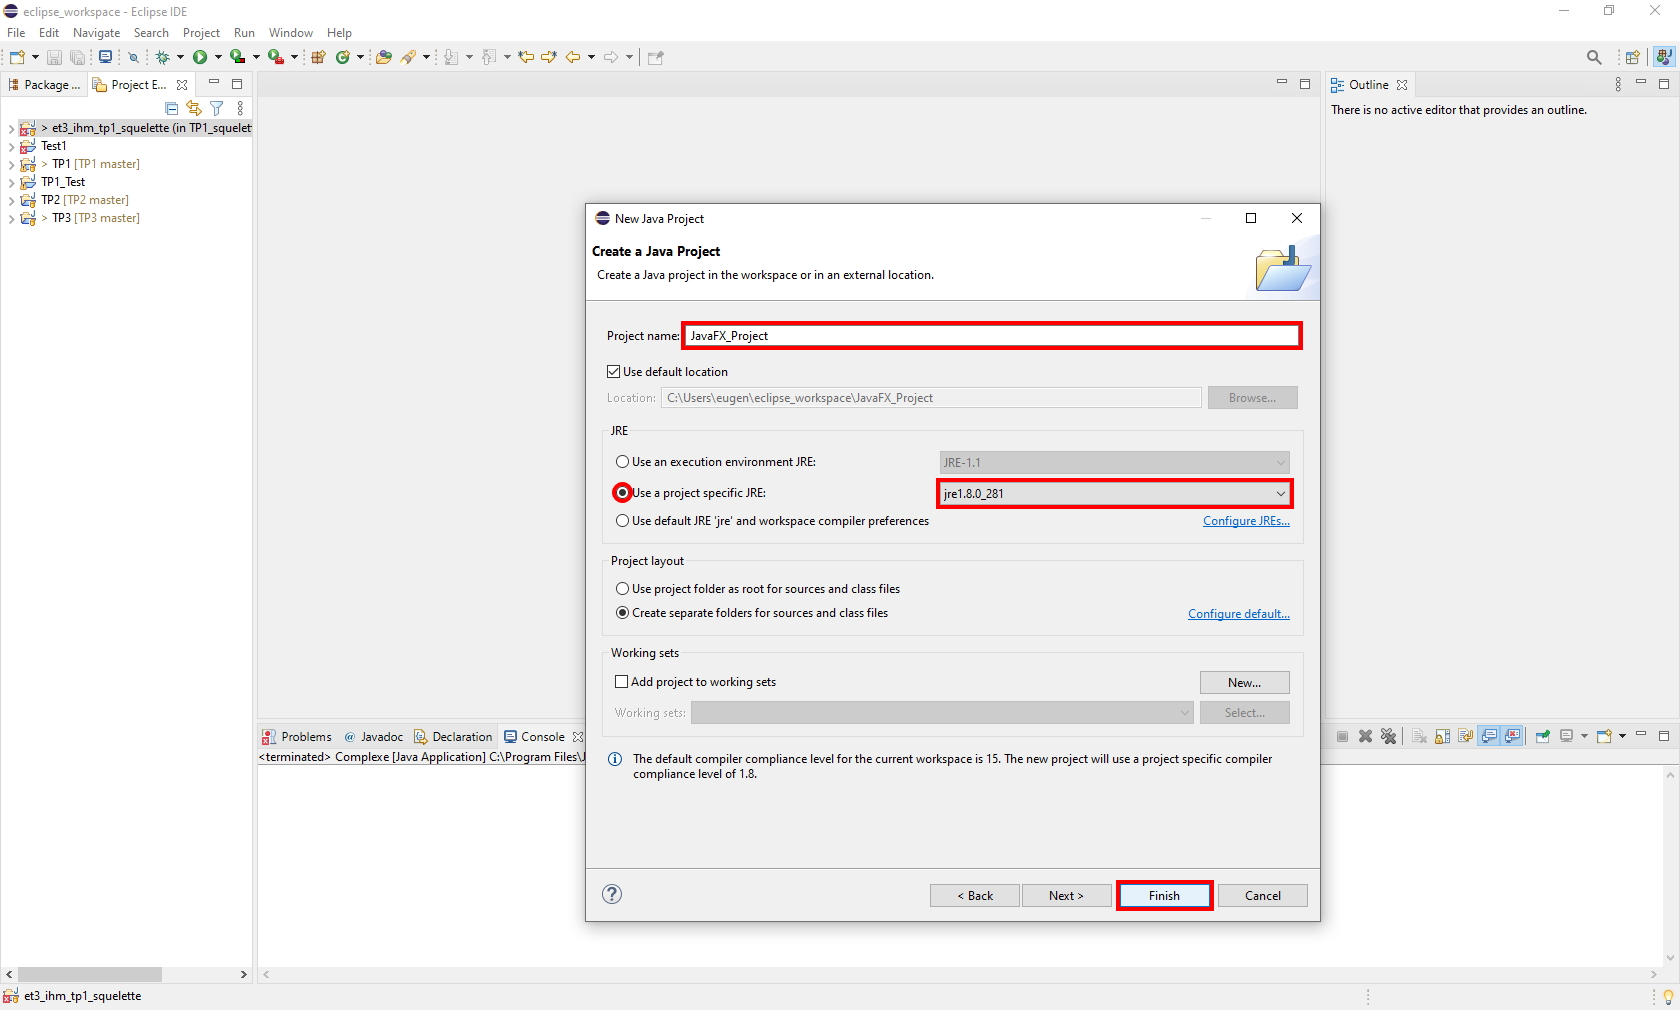 eclipse_workspace - Eclipse IDE
File Edit Navigate Search Project Run Window Help
Package ... Project E...
> et3_ihm_tp1_squelette (in TP1_squelet
Test1
> TP1 [TP1 master]
TP1_Test
TP2 [TP2 master]
> TP3 [TP3 master]
Outline
There is no active editor that provides an outline.
New Java Project
Create a Java Project
Create a Java project in the workspace or in an external location.
Project name: JavaFX_Project
Use default location
Location: C:\Users\eugen\eclipse_workspace\JavaFX_Project Browse...
JRE
Use an execution environment JRE: JRE-1.1
Use a project specific JRE: jre1.8.0_281
Use default JRE 'jre' and workspace compiler preferences Configure JREs...
Project layout
Use project folder as root for sources and class files
Create separate folders for sources and class files Configure default...
Working sets
Add project to working sets New...
Working sets: Select...
The default compiler compliance level for the current workspace is 15. The new project will use a project specific compiler
compliance level of 1.8.
< Back Next > Finish Cancel
Problems @ Javadoc Declaration Console
<terminated> Complexe [Java Application] C:\Program Files\J
et3_ihm_tp1_squelette